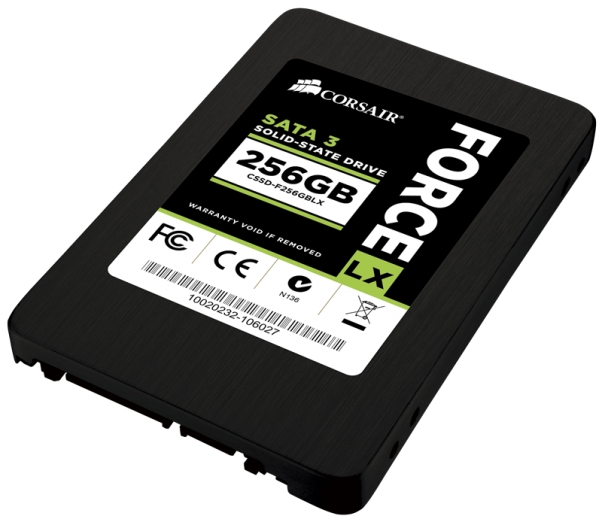 CORSAIR®
SATA 3
SOLID-STATE DRIVE
256GB
CSSD-F256GBLX
FORCE
LX
WARRANTY VOID IF REMOVED
FC
CE
N136
10020232-106027